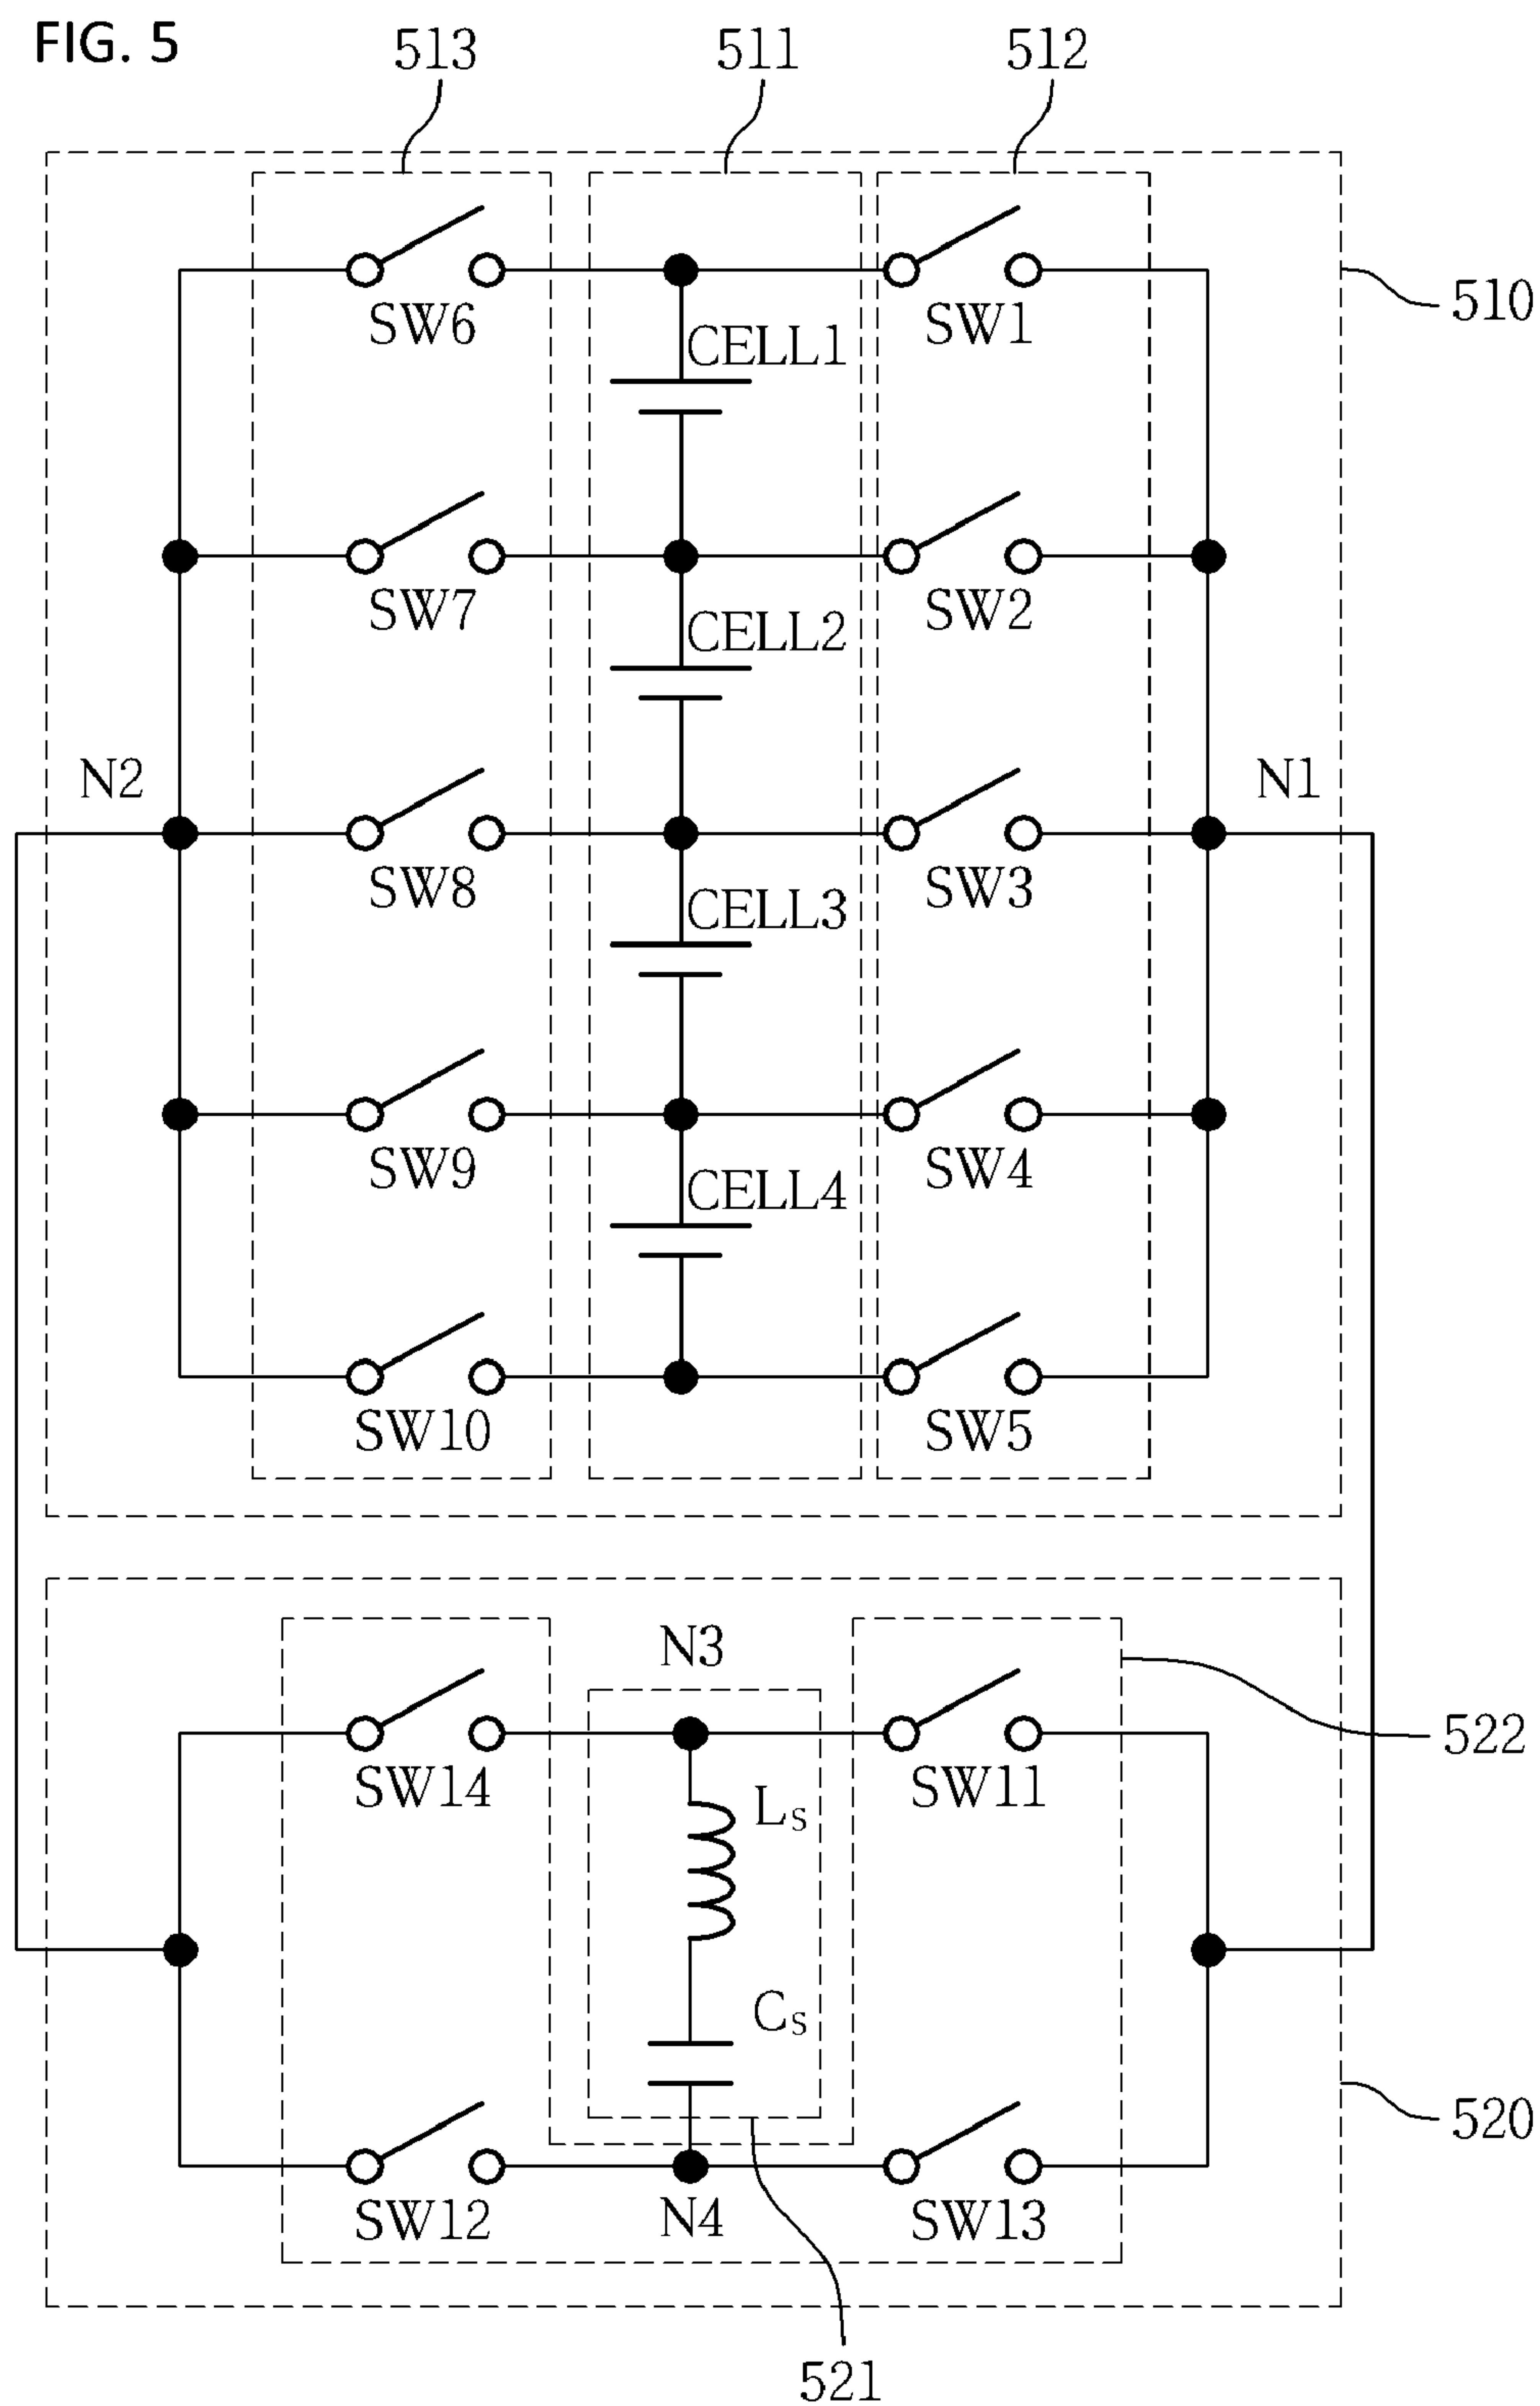 FIG. 5
513 511 512
SW6 SW1
510
CELL1
SW7 SW2
CELL2
N2 N1
SW8 SW3
CELL3
SW9 SW4
CELL4
SW10 SW5
N3
522
SW14 SW11
LS
CS
520
SW12 N4 SW13
521